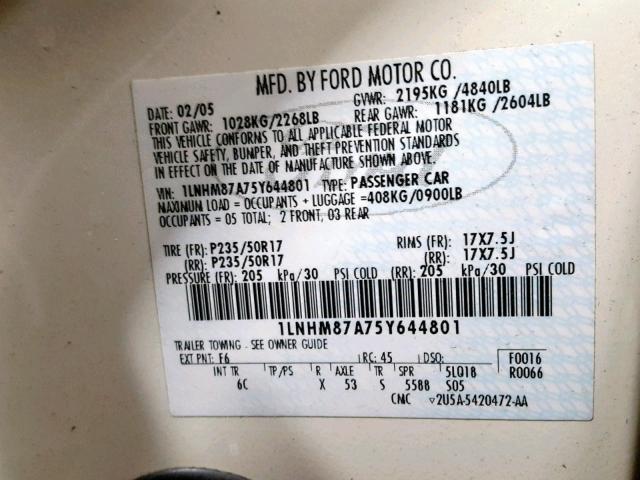 MFD. BY FORD MOTOR CO.
DATE: 02/05 GVWR: 2195KG /4840LB
FRONT GAWR: 1028KG/2268LB REAR GAWR: 1181KG /2604LB
THIS VEHICLE CONFORMS TO ALL APPLICABLE FEDERAL MOTOR
VEHICLE SAFETY, BUMPER, AND THEFT PREVENTION STANDARDS
IN EFFECT ON THE DATE OF MANUFACTURE SHOWN ABOVE.
VIN: 1LNHM87A75Y644801 TYPE: PASSENGER CAR
MAXIMUM LOAD = OCCUPANTS + LUGGAGE =408KG/0900LB
OCCUPANTS = 05 TOTAL; 2 FRONT, 03 REAR
TIRE (FR): P235/50R17 RIMS (FR): 17X7.5J
(RR): P235/50R17 (RR): 17X7.5J
PRESSURE (FR): 205 kPa/30 PSI COLD (RR): 205 kPa/30 PSI COLD
1LNHM87A75Y644801
TRAILER TOWING - SEE OWNER GUIDE
EXT PNT: F6 RC: 45 DSO: F0016
INT TR TP/PS R AXLE TR SPR 5LQ18 R0066
6C X 53 S 5588 S05
CMC ▽2U5A-5420472-AA